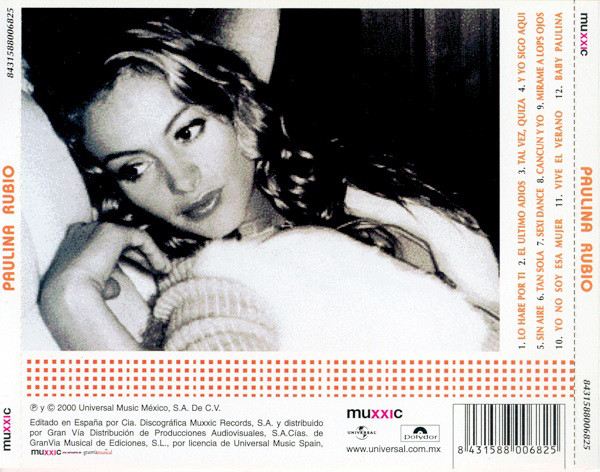 8431588006825
PAULINA RUBIO
muxxic
1. LO HARE POR TI 2. EL ULTIMO ADIOS 3. TAL VEZ, QUIZA 4. Y YO SIGO AQUI
5. SIN AIRE 6. TAN SOLA 7. SEXI DANCE 8. CANCUN Y YO 9. MIRAME A LOPS OJOS
10. YO NO SOY ESA MUJER 11. VIVE EL VERANO 12. BABY PAULINA
muxxic
PAULINA RUBIO
8431588006825
℗ y © 2000 Universal Music México, S.A. De C.V.
Editado en España por Cia. Discográfica Muxxic Records, S.A. y distribuido
por Gran Vía Distribución de Producciones Audiovisuales, S.A.Cías. de
GranVia Musical de Ediciones, S.L., por licencia de Universal Music Spain,
muxxic
muxxic
UNIVERSAL
Polydor
www.universal.com.mx
8 431588 006825